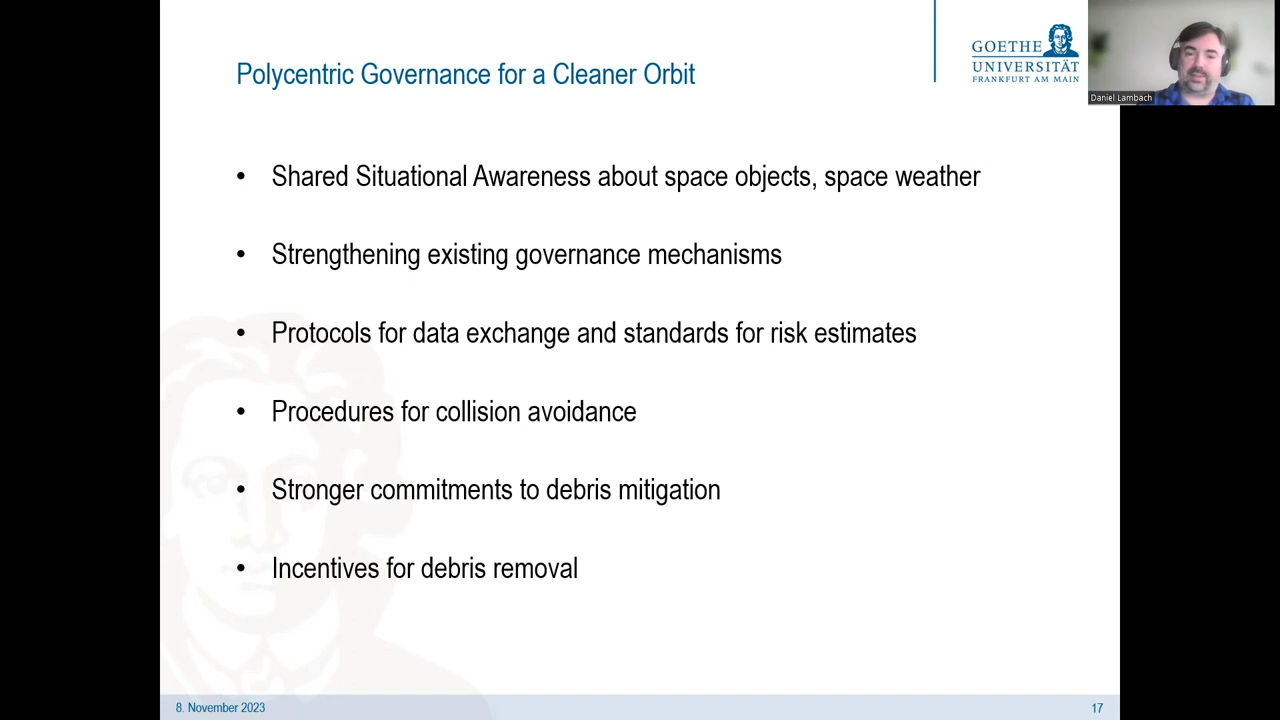 Polycentric Governance for a Cleaner Orbit
GOETHE
UNIVERSITÄT
FRANKFURT AM MAIN
Daniel Lambach
• Shared Situational Awareness about space objects, space weather
• Strengthening existing governance mechanisms
• Protocols for data exchange and standards for risk estimates
• Procedures for collision avoidance
• Stronger commitments to debris mitigation
• Incentives for debris removal
8. November 2023
17